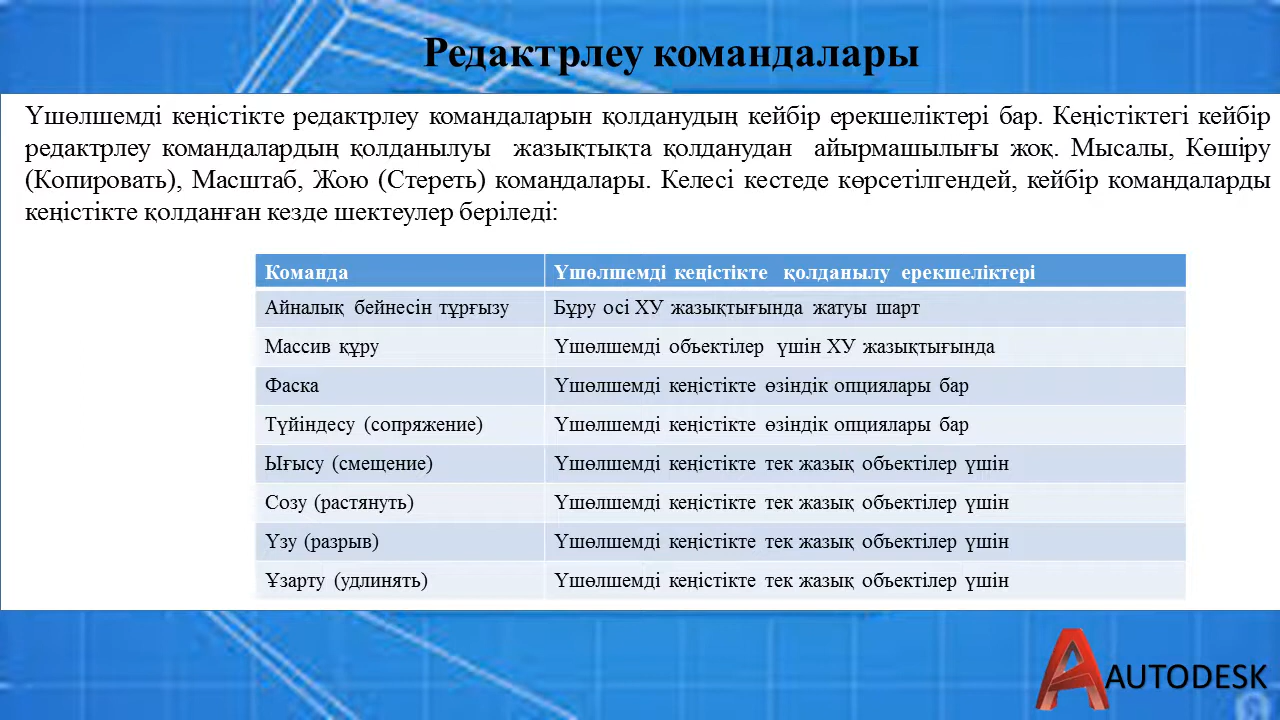 Редактрлеу командалары
Үшөлшемді кеңістікте редактрлеу командаларын қолданудың кейбір ерекшеліктері бар. Кеңістіктегі кейбір
редактрлеу командалардың қолданылуы жазықтықта қолданудан айырмашылығы жоқ. Мысалы, Көшіру
(Копировать), Масштаб, Жою (Стереть) командалары. Келесі кестеде көрсетілгендей, кейбір командаларды
кеңістікте қолданған кезде шектеулер беріледі:
Команда Үшөлшемді кеңістікте қолданылу ерекшеліктері
Айналық бейнесін тұрғызу Бұру осі ХУ жазықтығында жатуы шарт
Массив құру Үшөлшемді объектілер үшін ХУ жазықтығында
Фаска Үшөлшемді кеңістікте өзіндік опциялары бар
Түйіндесу (сопряжение) Үшөлшемді кеңістікте өзіндік опциялары бар
Ығысу (смещение) Үшөлшемді кеңістікте тек жазық объектілер үшін
Созу (растянуть) Үшөлшемді кеңістікте тек жазық объектілер үшін
Үзу (разрыв) Үшөлшемді кеңістікте тек жазық объектілер үшін
Ұзарту (удлинять) Үшөлшемді кеңістікте тек жазық объектілер үшін
AUTODESK